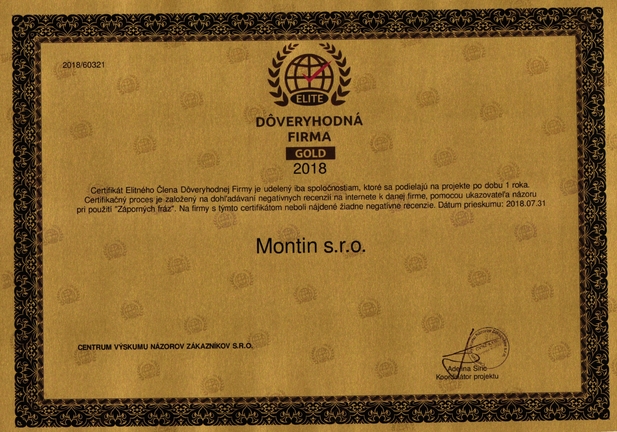 2018/60321
ELITE
DÔVERYHODNÁ
FIRMA
GOLD
2018
Certifikát Elitného Člena Dôveryhodnej Firmy je udelený iba spoločnostiam, ktoré sa podielajú na projekte po dobu 1 roka.
Certifikačný proces je založený na dohľadávaní negatívnych recenzií na internete k danej firme, pomocou ukazovateľa názoru
pri použití "Záporných fráz". Na firmy s týmto certifikátom neboli nájdené žiadne negatívne recenzie. Dátum prieskumu: 2018.07.31
Montin s.r.o.
CENTRUM VÝSKUMU NÁZOROV ZÁKAZNÍKOV S.R.O.
Koordinátor projektu